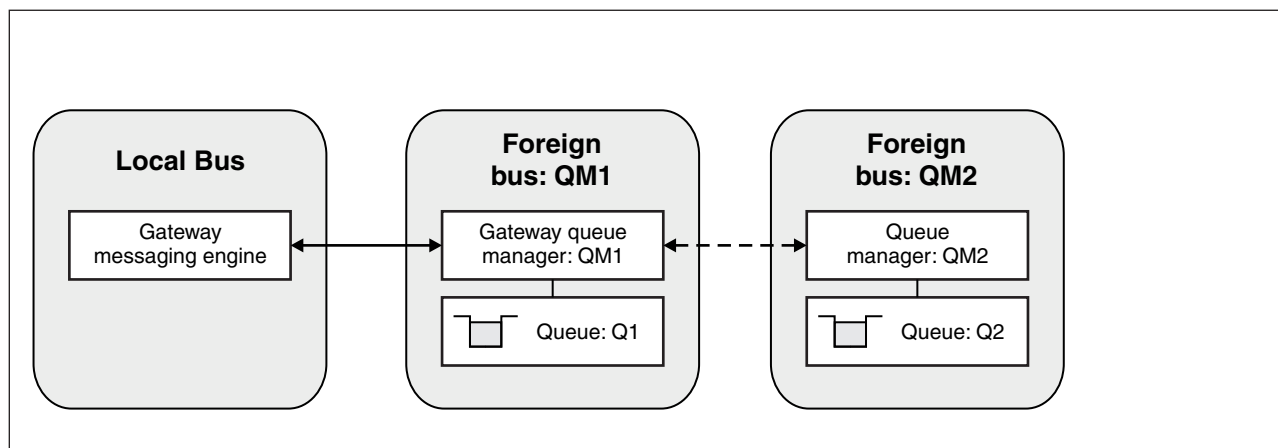 Local Bus
Gateway
messaging engine
Foreign
bus: QM1
Gateway queue
manager: QM1
Queue: Q1
Foreign
bus: QM2
Queue
manager: QM2
Queue: Q2